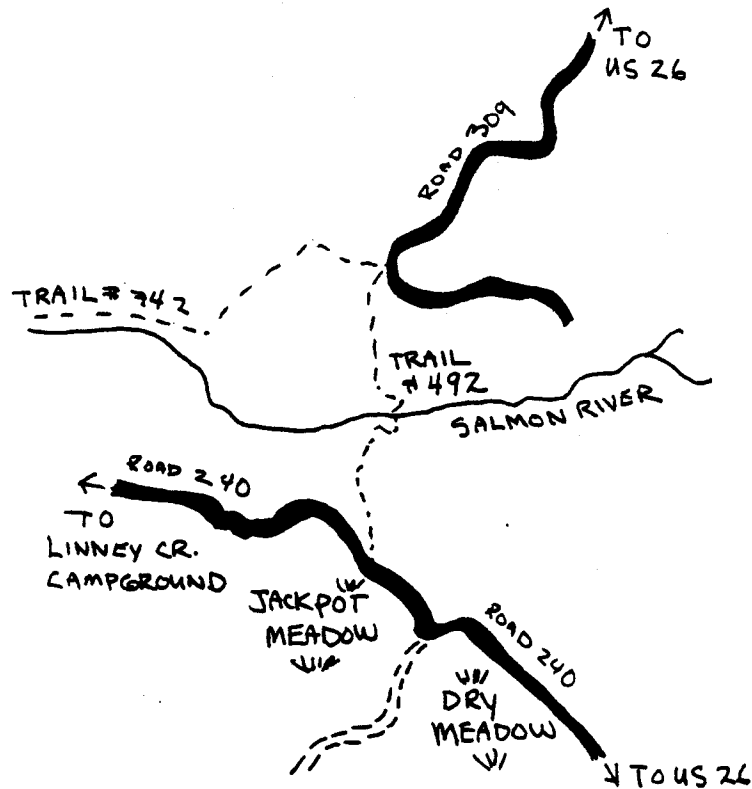 TO
US 26
ROAD 309
TRAIL # 742
TRAIL
# 492
SALMON RIVER
ROAD 240
TO
LINNEY CR.
CAMPGROUND
JACKPOT
MEADOW
ROAD 240
DRY
MEADOW
TO US 26